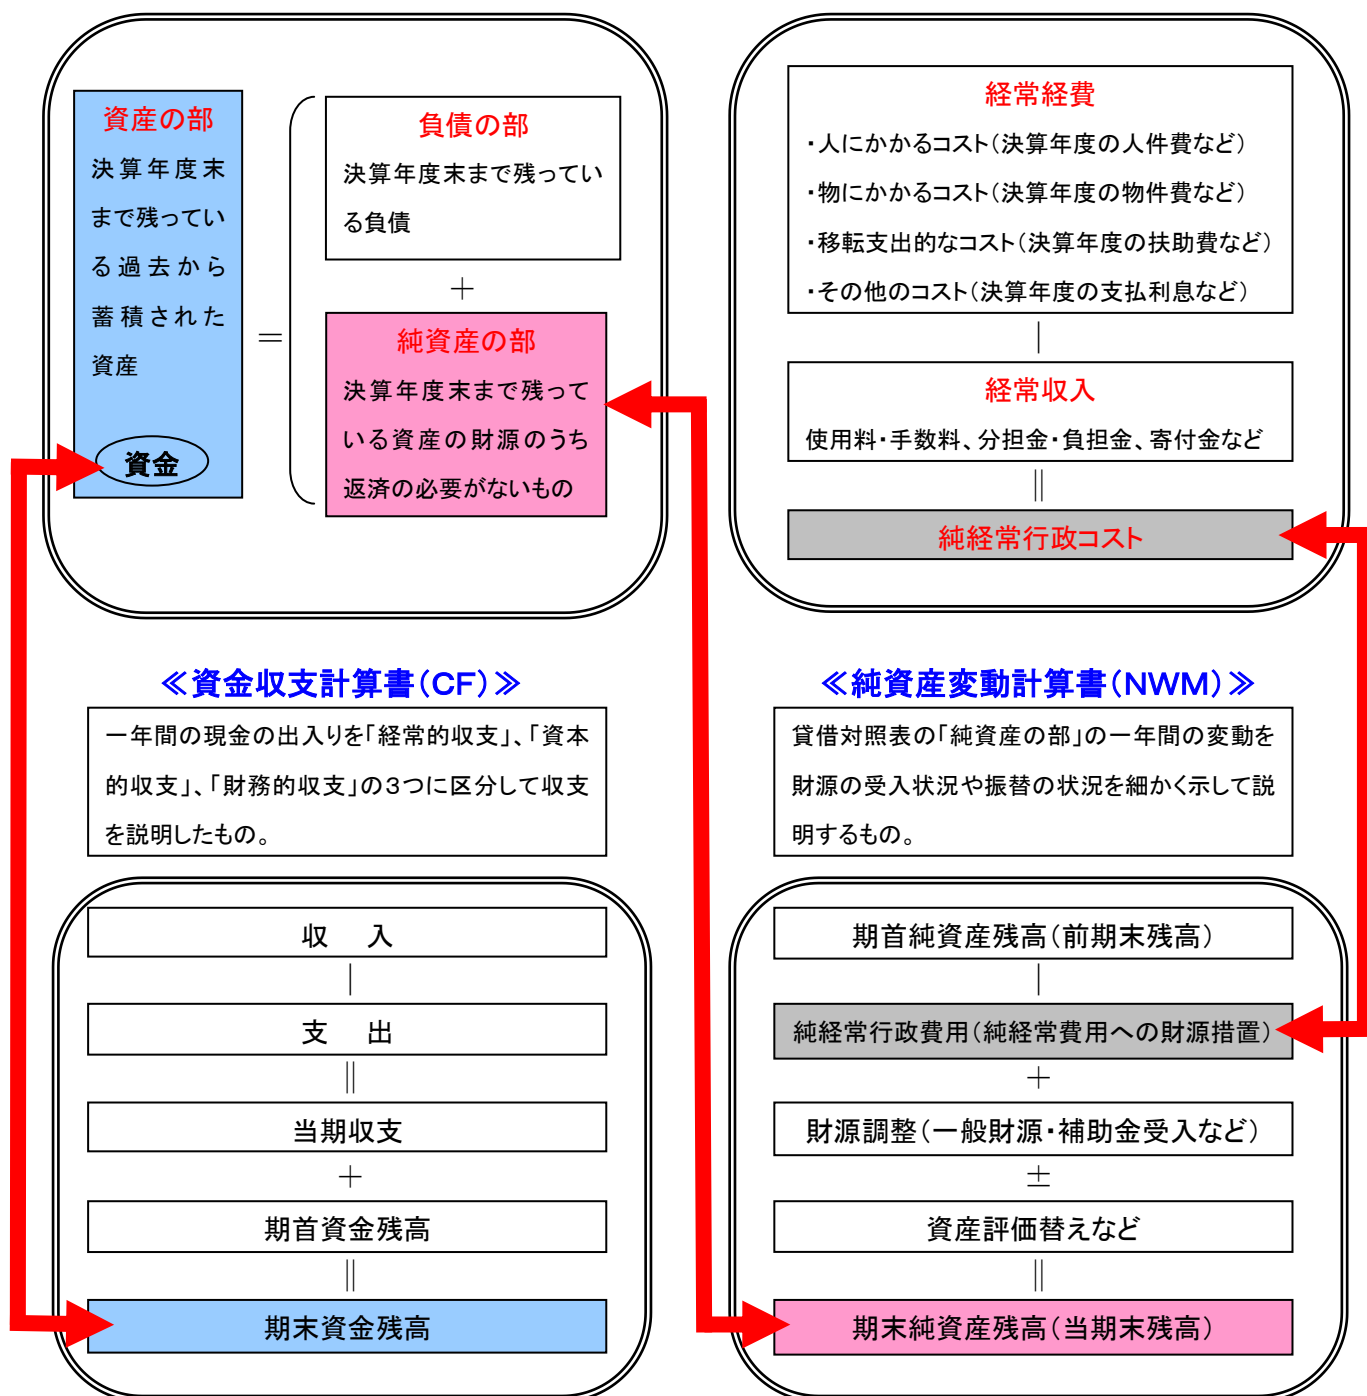 資産の部
決算年度末
まで残ってい
る過去から
蓄積された
資産
資金
＝
負債の部
決算年度末まで残ってい
る負債
＋
純資産の部
決算年度末まで残って
いる資産の財源のうち
返済の必要がないもの
経常経費
・人にかかるコスト（決算年度の人件費など）
・物にかかるコスト（決算年度の物件費など）
・移転支出的なコスト（決算年度の扶助費など）
・その他のコスト（決算年度の支払利息など）
｜
経常収入
使用料・手数料、分担金・負担金、寄付金など
||
純経常行政コスト
≪資金収支計算書（CF）≫
一年間の現金の出入りを「経常的収支」、「資本
的収支」、「財務的収支」の３つに区分して収支
を説明したもの。
収　入
｜
支　出
||
当期収支
＋
期首資金残高
||
期末資金残高
≪純資産変動計算書（NWM）≫
貸借対照表の「純資産の部」の一年間の変動を
財源の受入状況や振替の状況を細かく示して説
明するもの。
期首純資産残高（前期末残高）
｜
純経常行政費用（純経常費用への財源措置）
＋
財源調整（一般財源・補助金受入など）
±
資産評価替えなど
||
期末純資産残高（当期末残高）